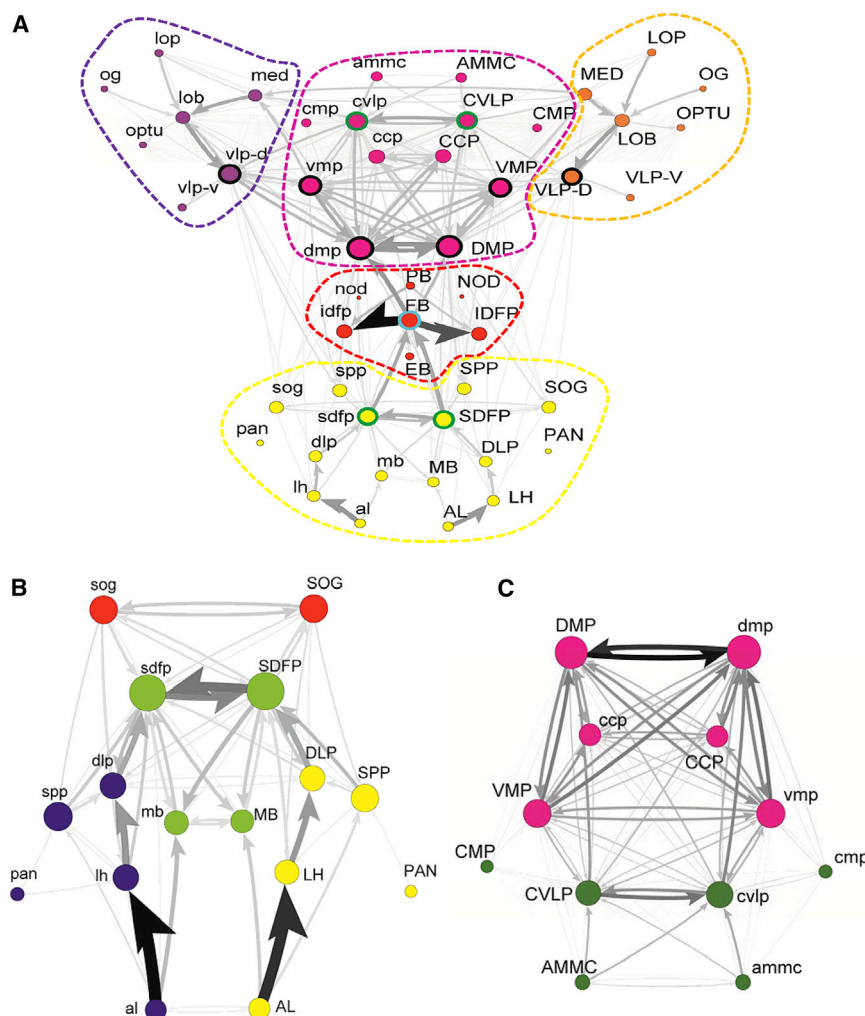 A
lop
LOP
ammc
AMMC
og
med
MED
OG
lob
cvlp
CVLP
cmp
CMP
OPTU
LOB
optu
ccp
CCP
vlp-d
vmp
VMP
VLP-D
vlp-v
VLP-V
dmp
DMP
PB
nod
NOD
FB
idfp
IDFP
EB
spp
SPP
sog
SOG
sdfp
SDFP
pan
PAN
dlp
DLP
mb
MB
lh
LH
al
AL
B
C
sog
SOG
DMP
dmp
sdfp
SDFP
ccp
CCP
dlp
DLP
spp
SPP
VMP
vmp
mb
MB
CMP
cmp
pan
lh
LH
PAN
CVLP
cvlp
AMMC
ammc
al
AL